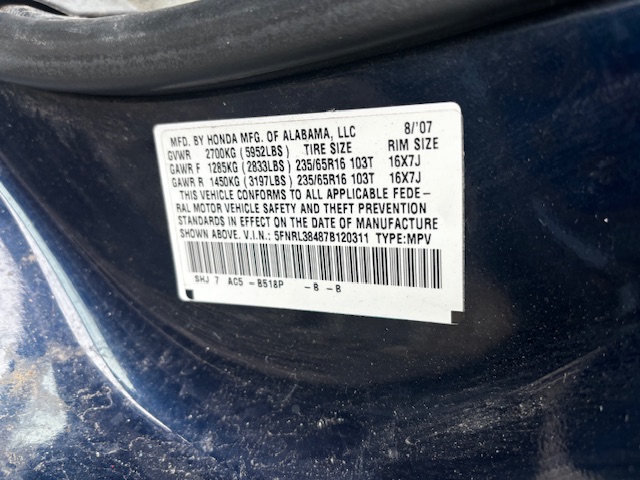 MFD. BY HONDA MFG. OF ALABAMA, LLC 8/'07
GVWR 2700KG (5952LBS) TIRE SIZE RIM SIZE
GAWR F 1285KG (2833LBS) 235/65R16 103T 16X7J
GAWR R 1450KG (3197LBS) 235/65R16 103T 16X7J
THIS VEHICLE CONFORMS TO ALL APPLICABLE FEDE-
RAL MOTOR VEHICLE SAFETY AND THEFT PREVENTION
STANDARDS IN EFFECT ON THE DATE OF MANUFACTURE
SHOWN ABOVE. V.I.N.: 5FNRL38487B120311 TYPE:MPV
SHJ 7 AC5 -B518P -B -B